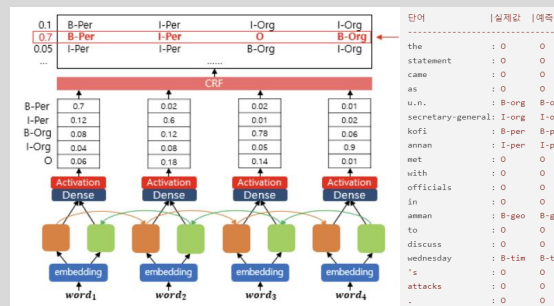 0.1 B-Per I-Per I-Org I-Org
0.7 B-Per I-Per O B-Org
0.05 I-Per I-Per B-Org I-Org
... ......
CRF
B-Per 0.7 0.02 0.02 0.01
I-Per 0.12 0.6 0.01 0.02
B-Org 0.08 0.12 0.78 0.06
I-Org 0.04 0.08 0.05 0.9
O 0.06 0.18 0.14 0.01
Activation Activation Activation Activation
Dense Dense Dense Dense
embedding embedding embedding embedding
word1 word2 word3 word4
단어 |실제값 |예측
the : O O
statement : O O
came : O O
as : O O
u.n. : B-org B-o
secretary-general: I-org I-o
kofi : B-per B-p
annan : I-per I-p
met : O O
with : O O
officials : O O
in : O O
amman : B-geo B-g
to : O O
discuss : O O
wednesday : B-tim B-t
's : O O
attacks : O O
. : O O